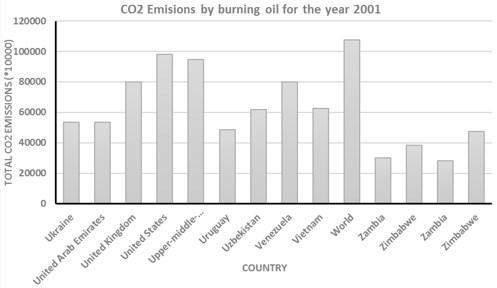 CO2 Emisions by burning oil for the year 2001
TOTAL CO2 EMISSIONS (*10000)
120000
100000
80000
60000
40000
20000
0
Ukraine
United Arab Emirates
United Kingdom
United States
Upper-middle-...
Uruguay
Uzbekistan
Venezuela
Vietnam
World
Zambia
Zimbabwe
Zambia
Zimbabwe
COUNTRY